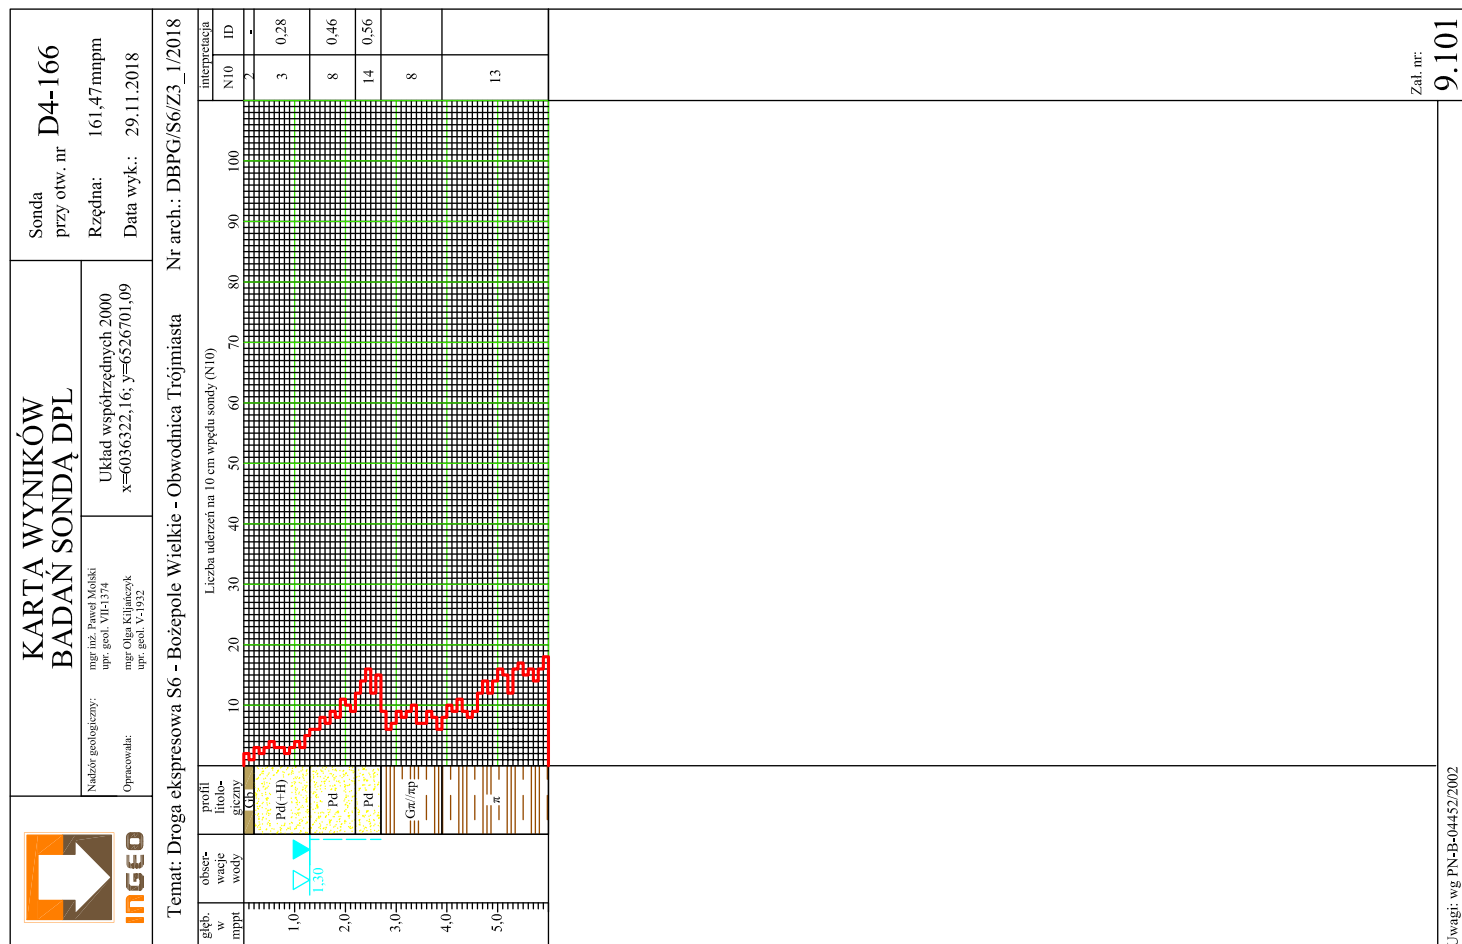 INGEO
KARTA WYNIKÓW
BADAŃ SONDĄ DPL
Nadzór geologiczny:
mgr inż. Paweł Molski
upr. geol. VII-1374
Opracowała:
mgr Olga Kiljańczyk
upr. geol. V-1932
Układ współrzędnych 2000
x=6036322,16; y=6526701,09
Sonda
przy otw. nr D4-166
Rzędna: 161,47mnpm
Data wyk.: 29.11.2018
Temat: Droga ekspresowa S6 - Bożepole Wielkie - Obwodnica Trójmiasta Nr arch.: DBPG/S6/Z3_1/2018
głęb.
w
mppt
obser-
wacje
wody
profil
litolo-
giczny
Liczba uderzeń na 10 cm wpędu sondy (N10)
10 20 30 40 50 60 70 80 90 100
interpretacja
N10 ID
Gb 2 -
1,0 Pd(+H) 3 0,28
1,30
2,0 Pd 8 0,46
Pd 14 0,56
3,0 Gπ//πp 8
4,0
5,0 π 13
Zał. nr:
9.101
Uwagi: wg PN-B-04452/2002